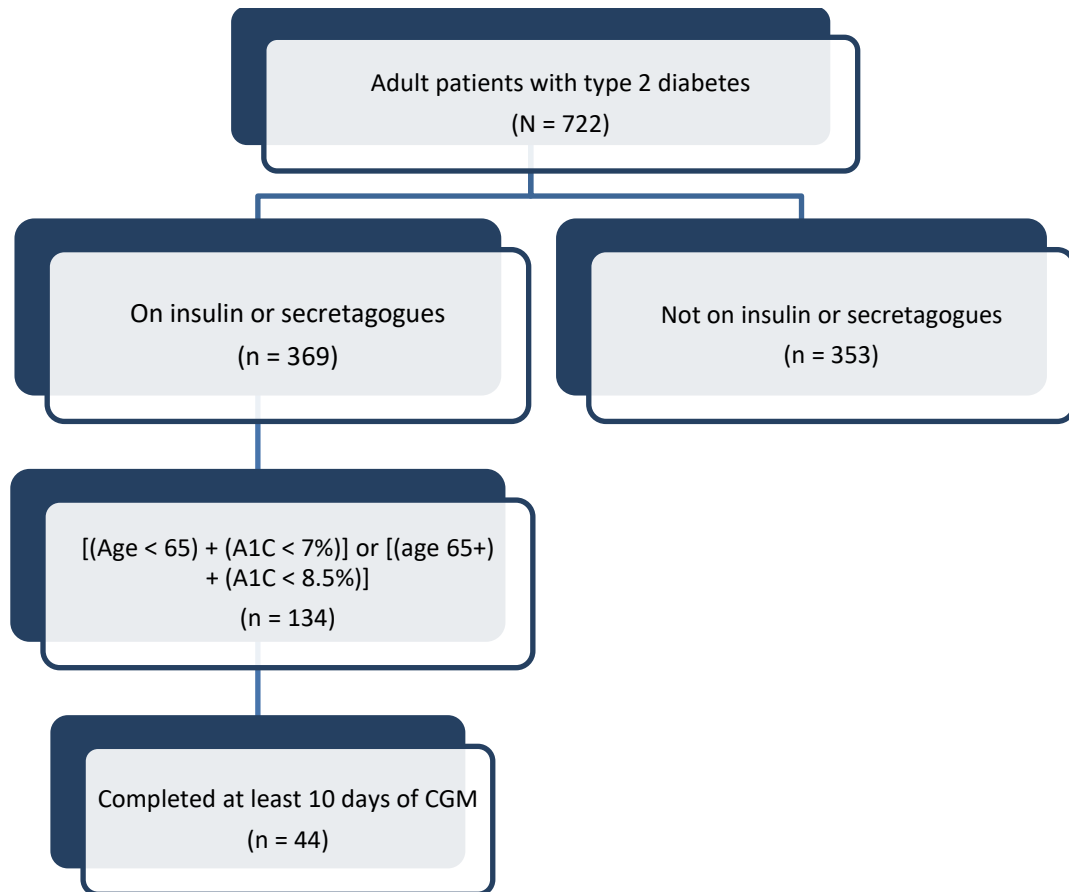 Adult patients with type 2 diabetes
(N = 722)
On insulin or secretagogues
(n = 369)
Not on insulin or secretagogues
(n = 353)
[(Age < 65) + (A1C < 7%)] or [(age 65+)
+ (A1C < 8.5%)]
(n = 134)
Completed at least 10 days of CGM
(n = 44)